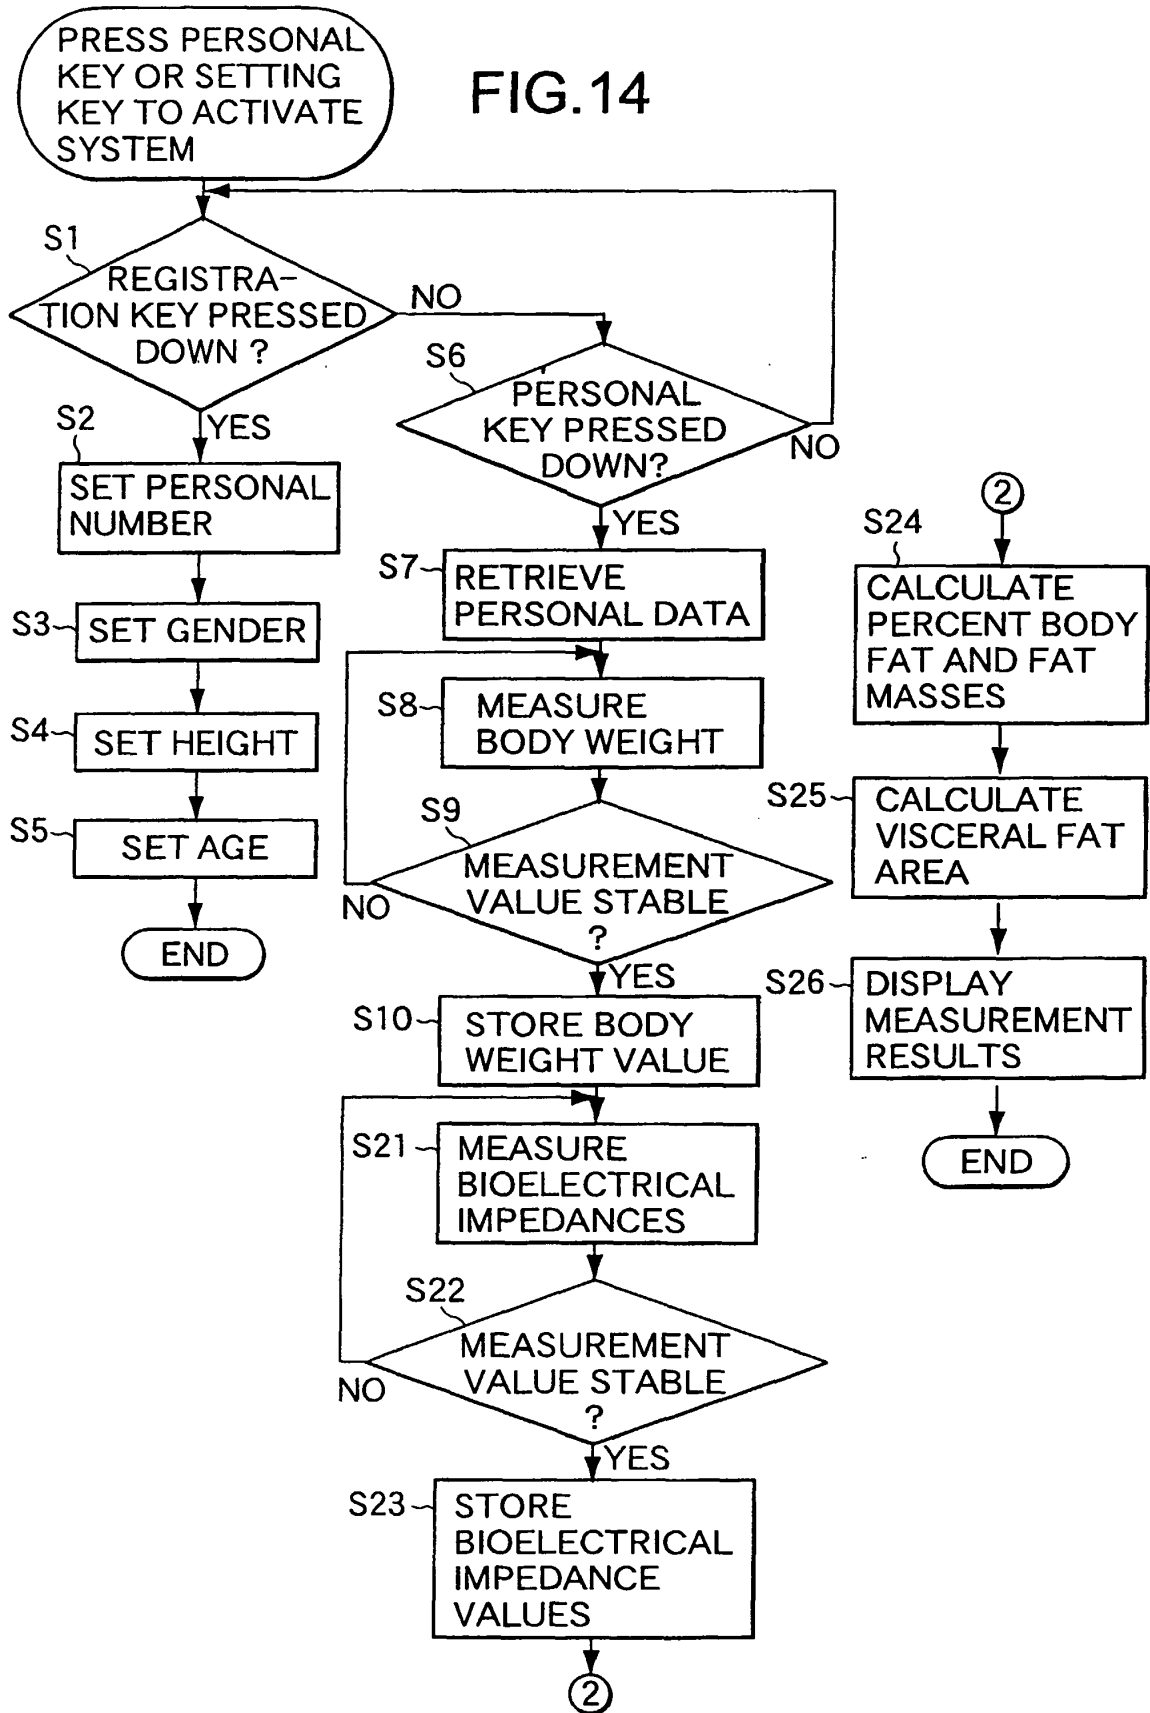 PRESS PERSONAL
KEY OR SETTING
KEY TO ACTIVATE
SYSTEM
FIG.14
S1
REGISTRA-
TION KEY PRESSED
DOWN ?
NO
YES
S2
SET PERSONAL
NUMBER
S3
SET GENDER
S4
SET HEIGHT
S5
SET AGE
END
S6
PERSONAL
KEY PRESSED
DOWN?
NO
YES
S7
RETRIEVE
PERSONAL DATA
S8
MEASURE
BODY WEIGHT
S9
MEASUREMENT
VALUE STABLE
?
NO
YES
S10
STORE BODY
WEIGHT VALUE
S21
MEASURE
BIOELECTRICAL
IMPEDANCES
S22
MEASUREMENT
VALUE STABLE
?
NO
YES
S23
STORE
BIOELECTRICAL
IMPEDANCE
VALUES
2
2
S24
CALCULATE
PERCENT BODY
FAT AND FAT
MASSES
S25
CALCULATE
VISCERAL FAT
AREA
S26
DISPLAY
MEASUREMENT
RESULTS
END